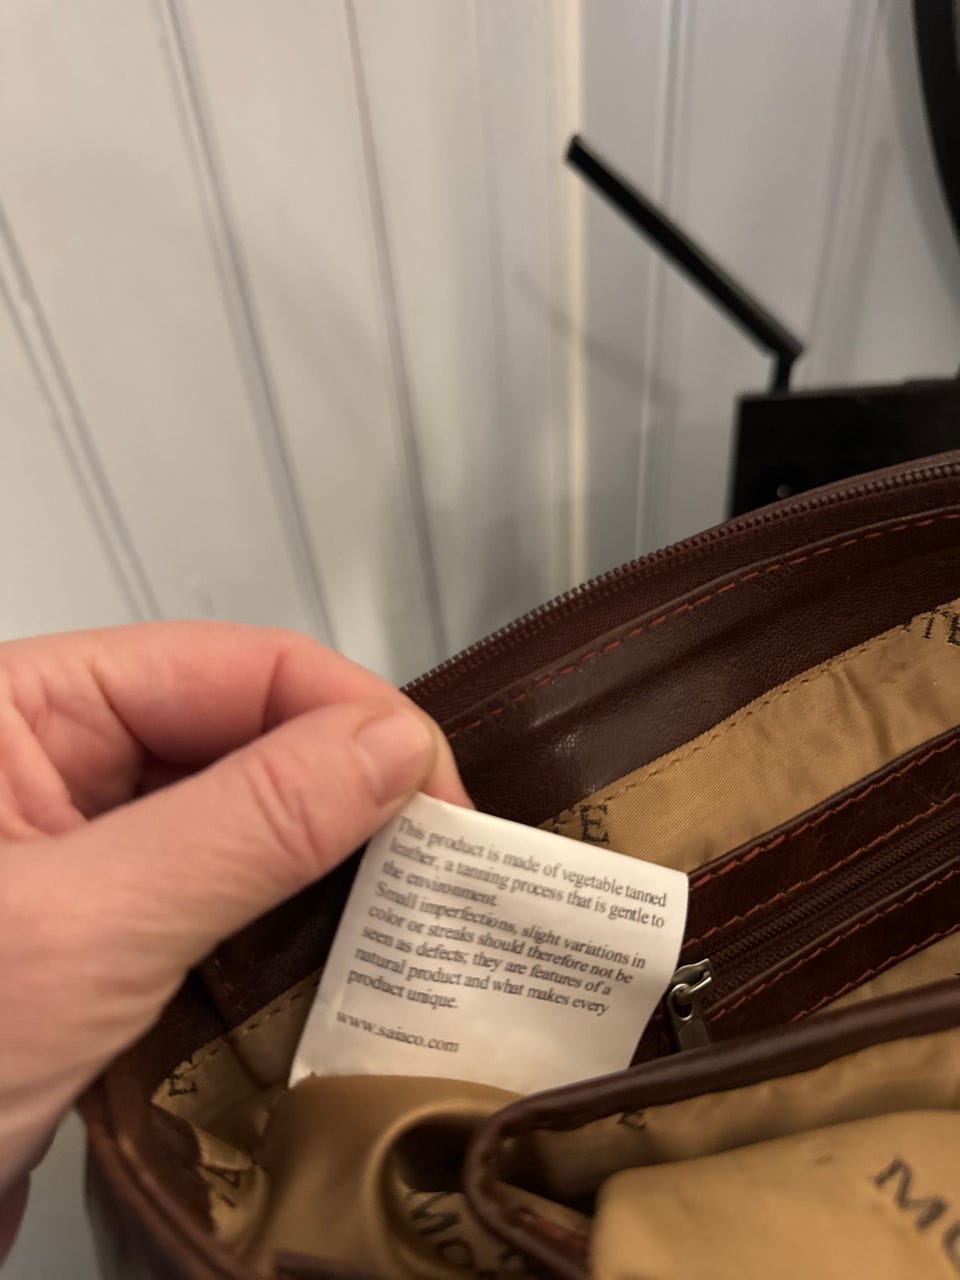 This product is made of vegetable tanned
leather, a tanning process that is gentle to
the environment.
Small imperfections, slight variations in
color or streaks should therefore not be
seen as defects; they are features of a
natural product and what makes every
product unique.
www.saiaco.com